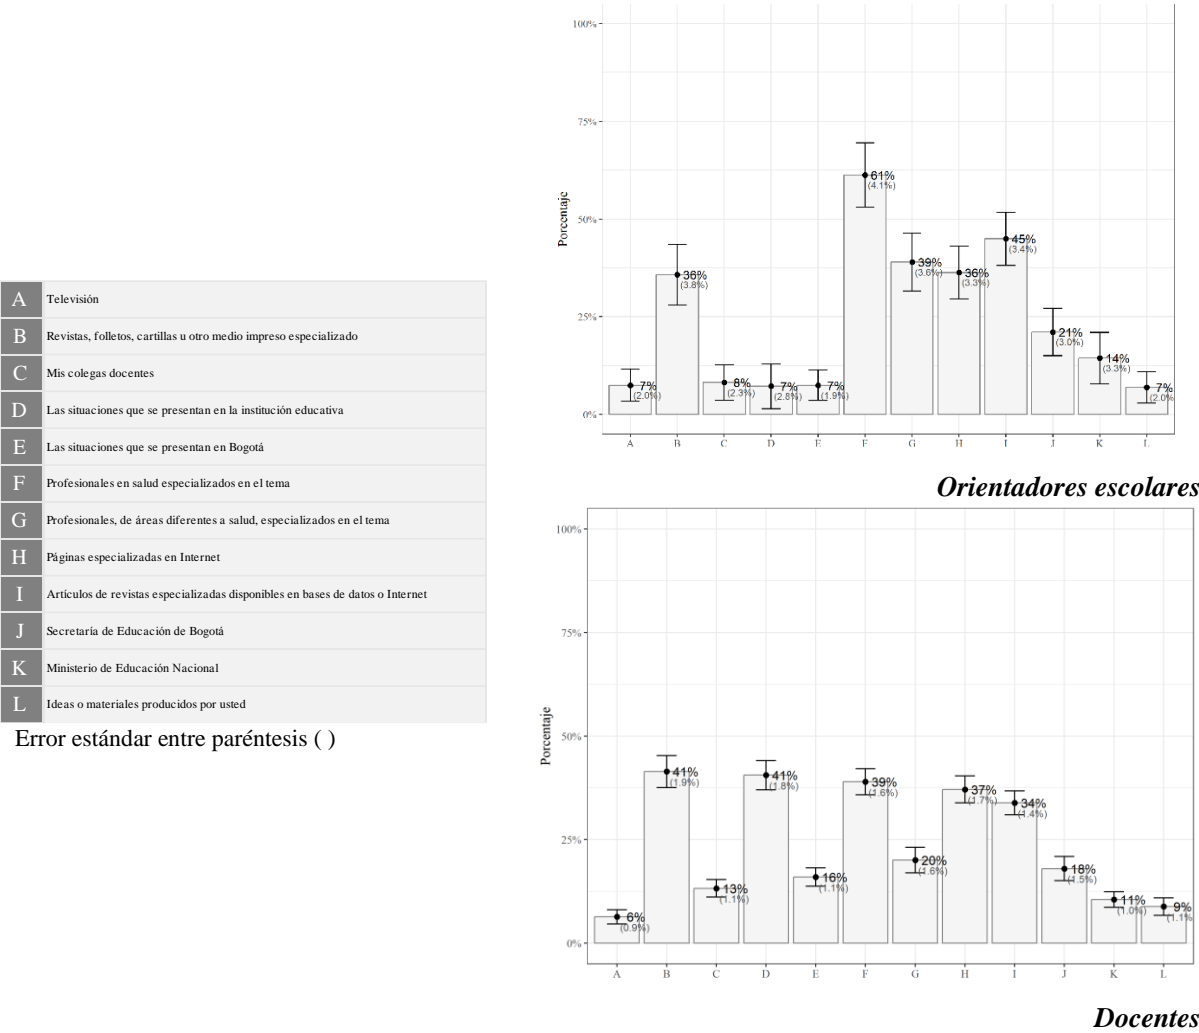 A Televisión
B Revistas, folletos, cartillas u otro medio impreso especializado
C Mis colegas docentes
D Las situaciones que se presentan en la institución educativa
E Las situaciones que se presentan en Bogotá
F Profesionales en salud especializados en el tema
G Profesionales, de áreas diferentes a salud, especializados en el tema
H Páginas especializadas en Internet
I Artículos de revistas especializadas disponibles en bases de datos o Internet
J Secretaría de Educación de Bogotá
K Ministerio de Educación Nacional
L Ideas o materiales producidos por usted
Error estándar entre paréntesis ( )
100%
75%
50%
25%
0%
Porcentaje
7% 36% 8% 7% 7% 61% 39% 36% 45% 21% 14% 7%
(2.0%) (3.8%) (2.3%) (2.8%) (1.9%) (4.1%) (3.6%) (3.3%) (3.4%) (3.0%) (3.3%) (2.0%
A B C D E F G H I J K L
Orientadores escolares
100%
75%
50%
25%
0%
Porcentaje
6% 41% 13% 41% 16% 39% 20% 37% 34% 18% 11% 9%
(0.9%) (1.9%) (1.1%) (1.8%) (1.1%) (1.6%) (1.6%) (1.7%) (1.4%) (1.5%) (1.0%) (1.1%
A B C D E F G H I J K L
Docentes